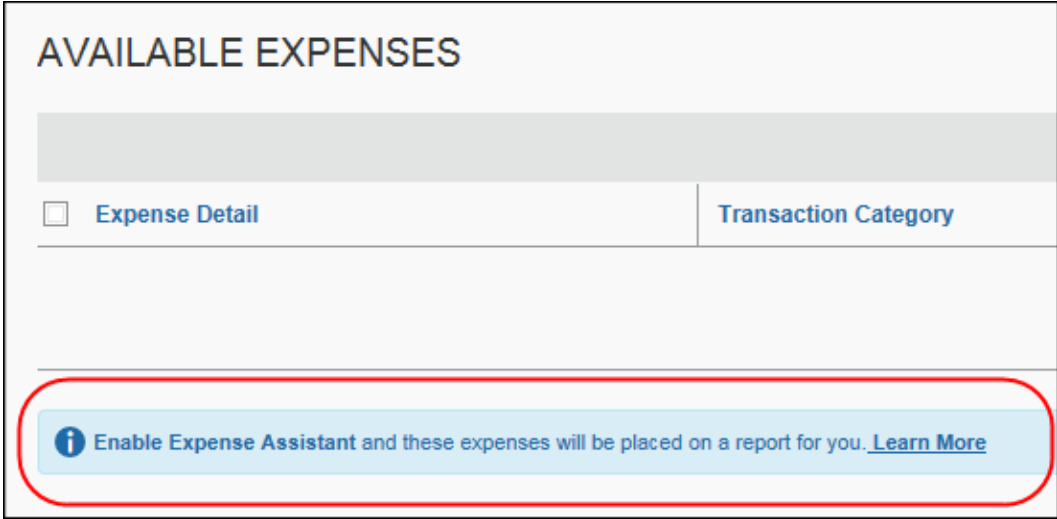 AVAILABLE EXPENSES
Expense Detail
Transaction Category
Enable Expense Assistant and these expenses will be placed on a report for you. Learn More